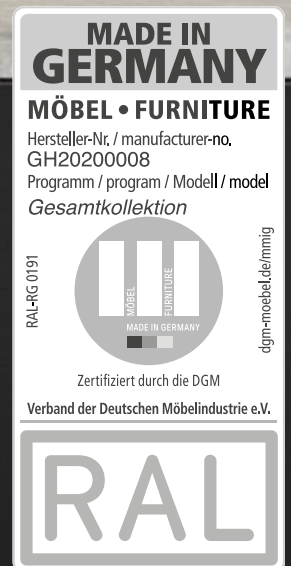 MADE IN
GERMANY
MÖBEL • FURNITURE
Hersteller-Nr. / manufacturer-no.
GH20200008
Programm / program / Modell / model
Gesamtkollektion
RAL-RG 0191
MÖBEL
FURNITURE
MADE IN GERMANY
dgm-moebel.de/mmig
Zertifiziert durch die DGM
Verband der Deutschen Möbelindustrie e.V.
RAL